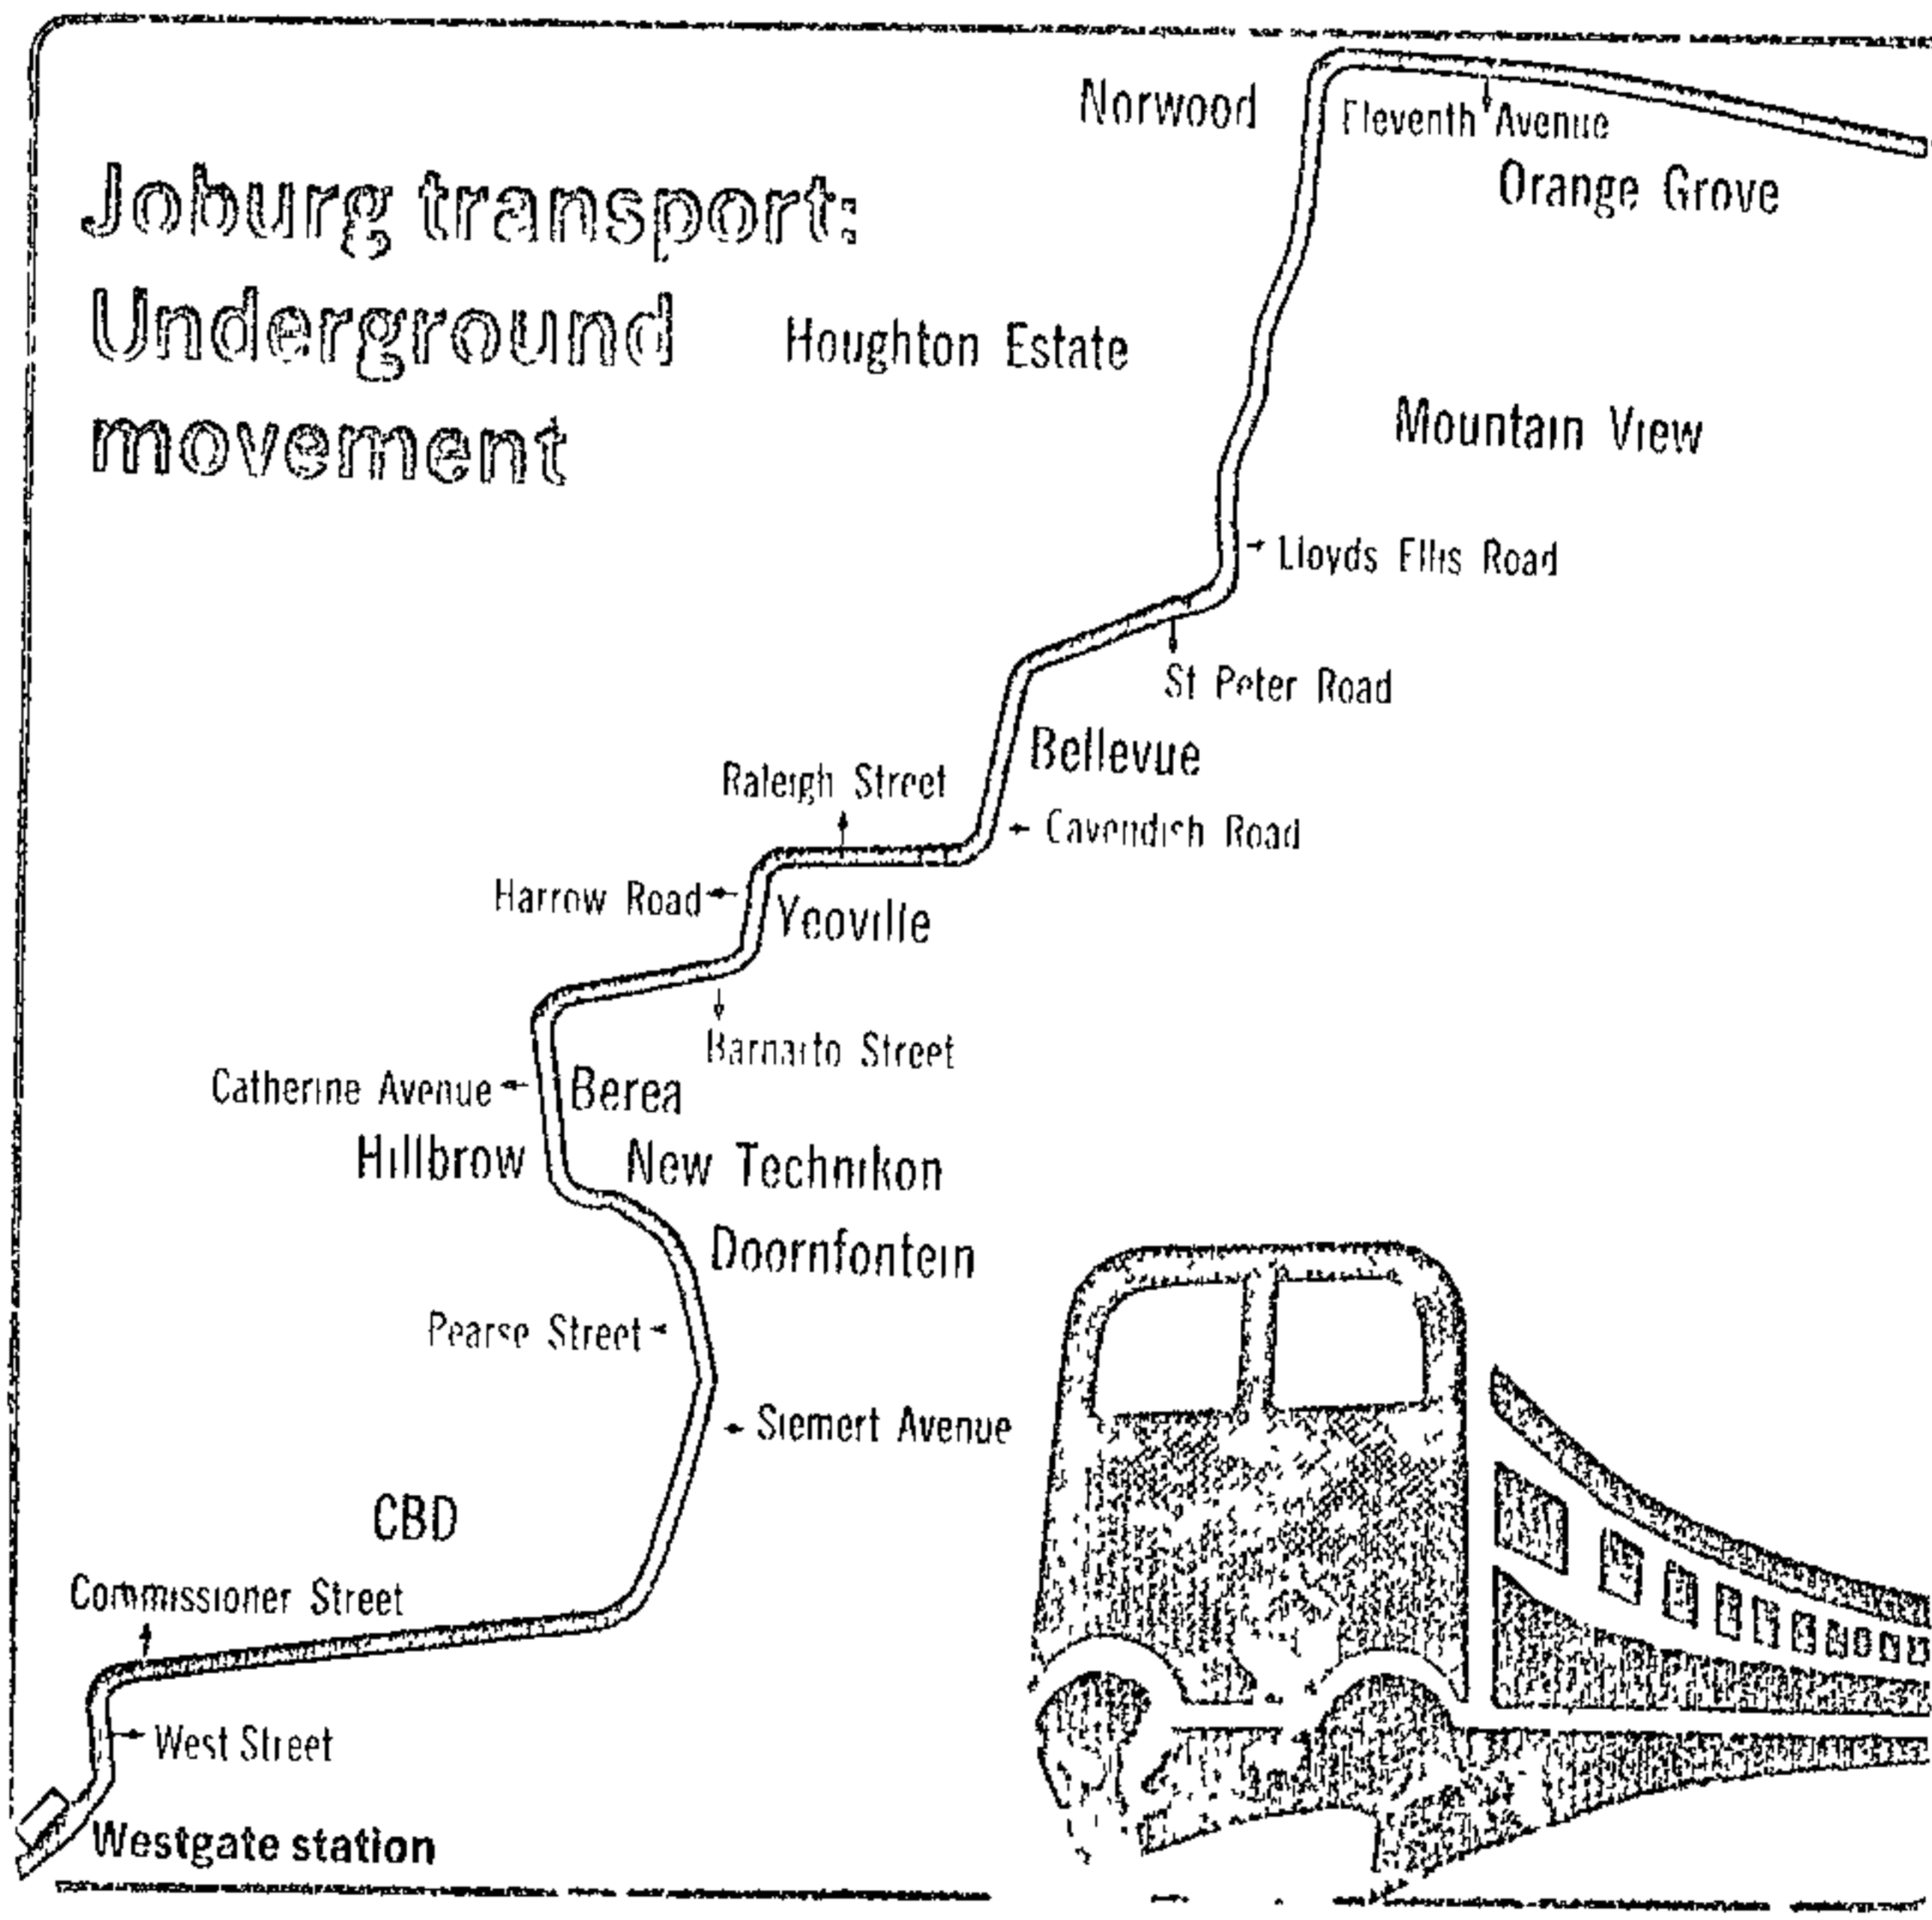 Norwood
Eleventh Avenue
Orange Grove
Joburg transport:
Underground
movement
Houghton Estate
Mountain View
Lloyds Ellis Road
St Peter Road
Bellevue
Raleigh Street
Cavendish Road
Harrow Road
Yeoville
Barnarto Street
Catherine Avenue
Berea
Hillbrow
New Technikon
Doornfontein
Pearse Street
Siemert Avenue
CBD
Commissioner Street
West Street
Westgate station